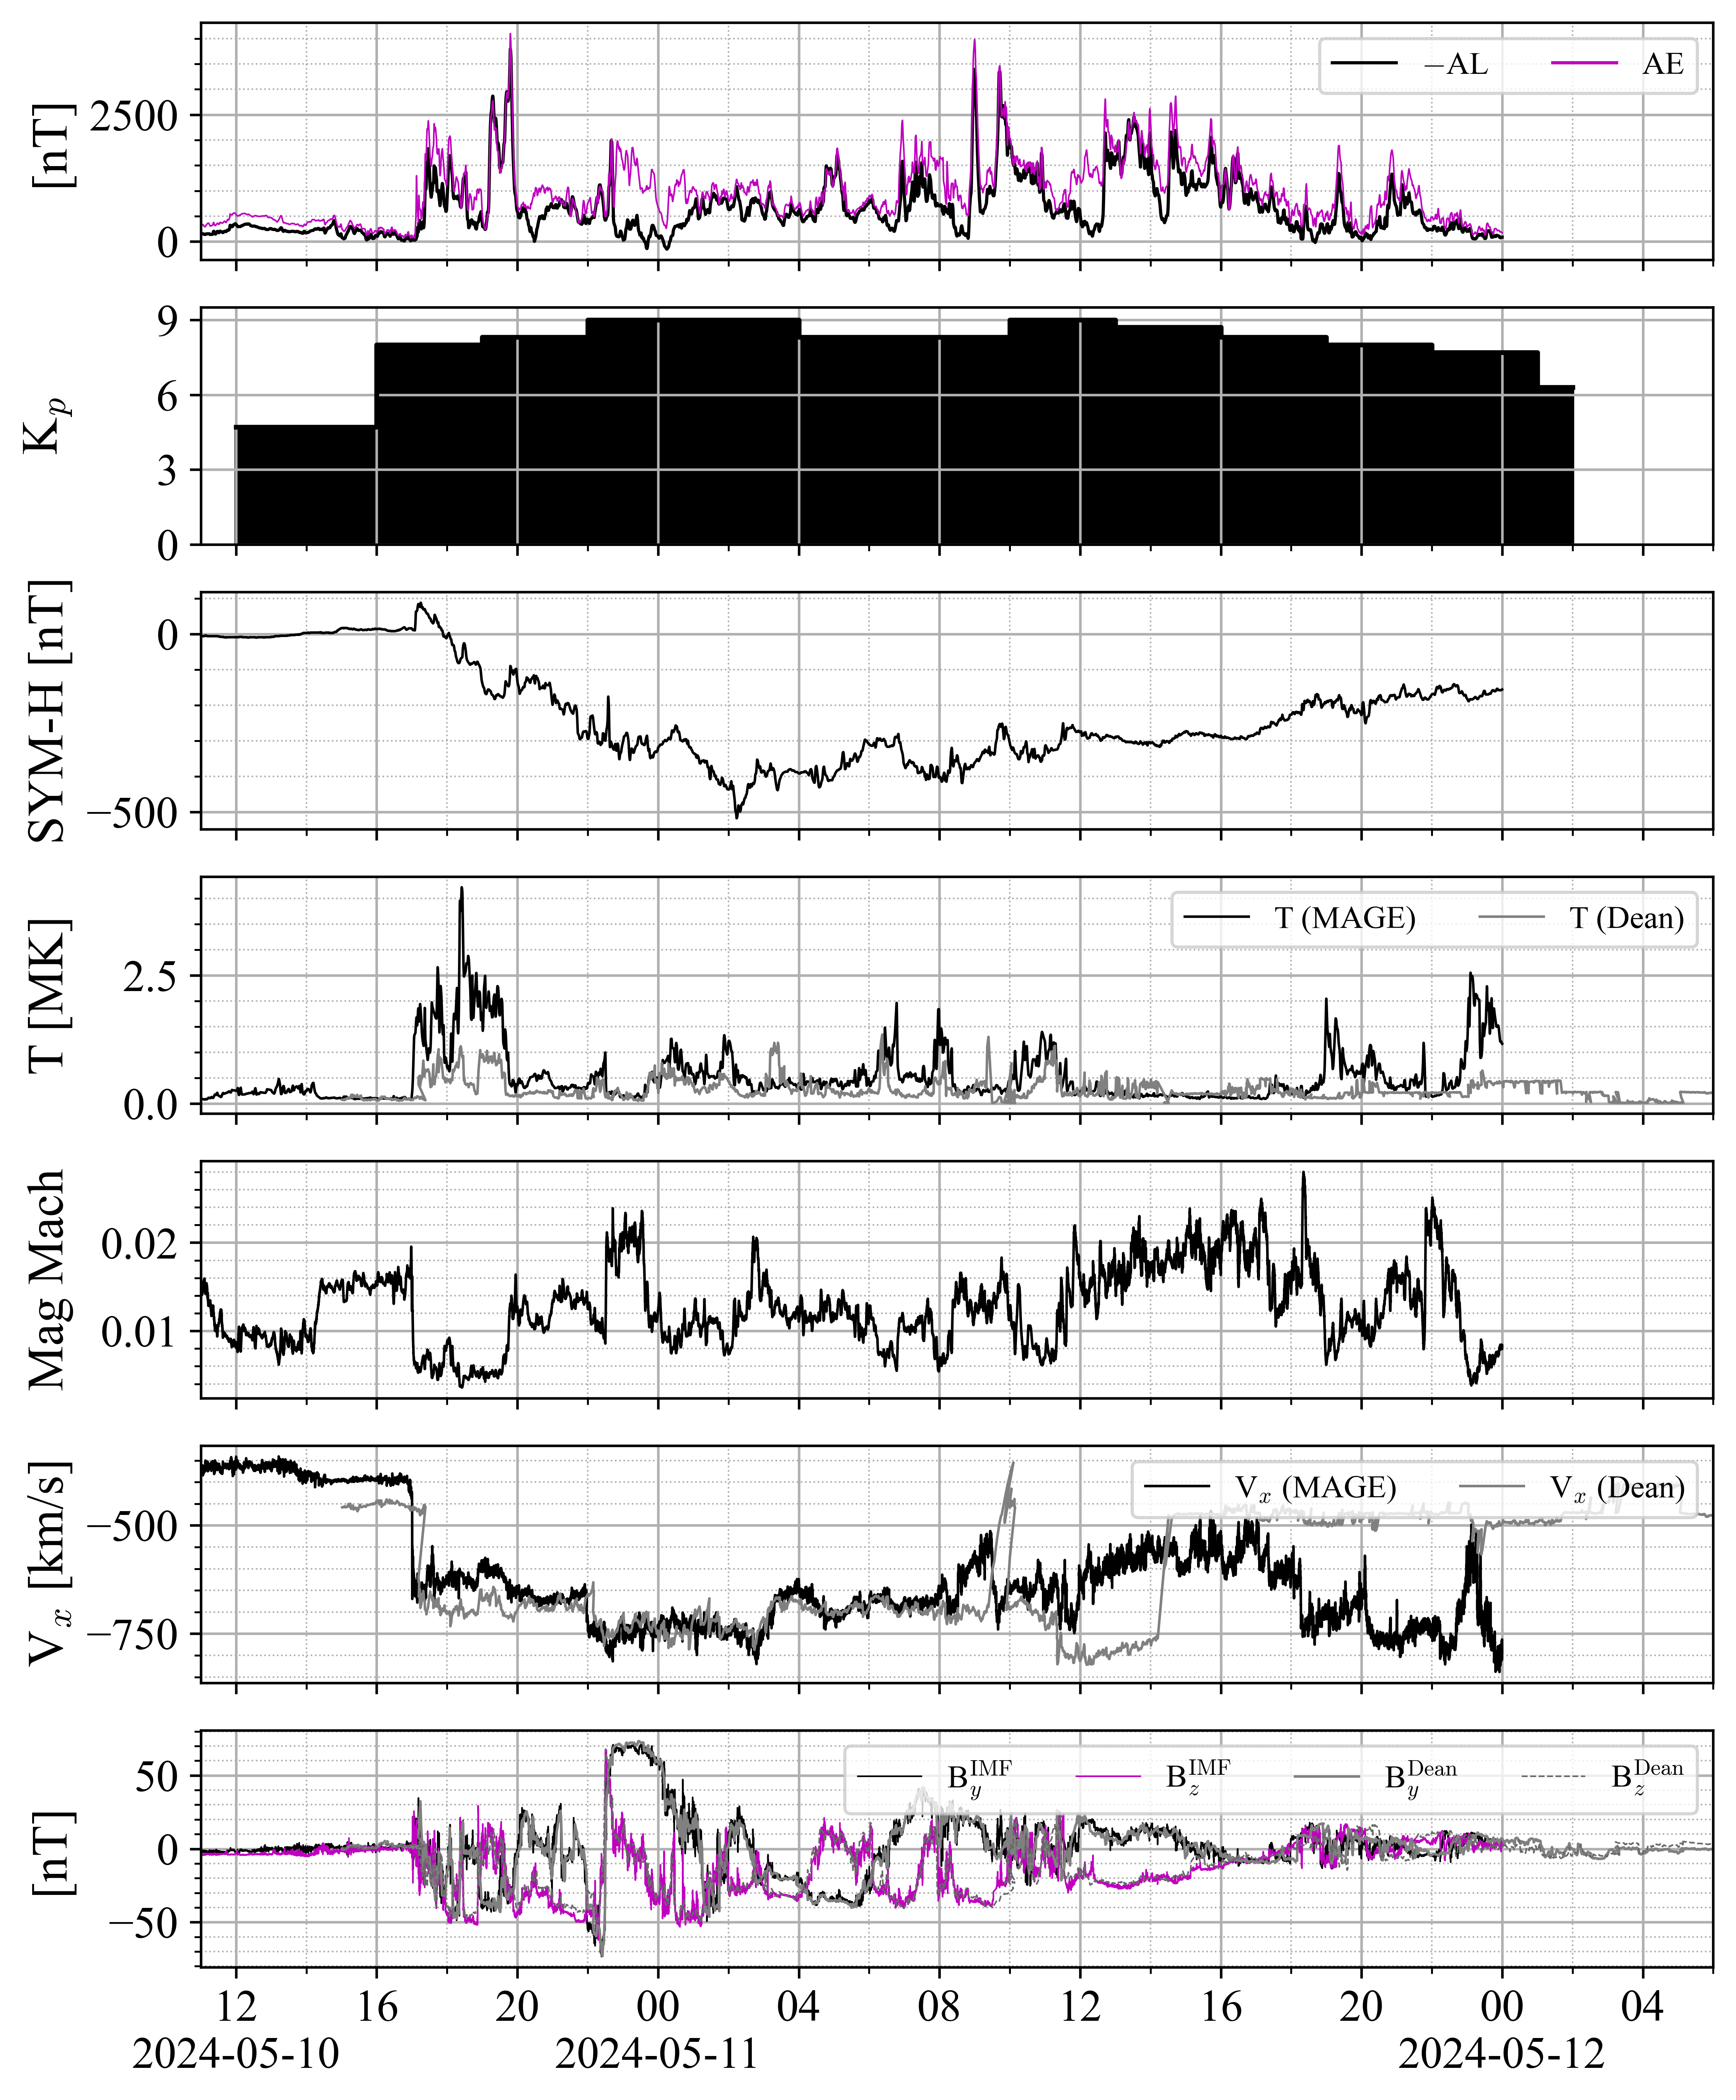 [nT]
2500
0
−AL AE
K_p
9
6
3
0
SYM-H [nT]
0
−500
T [MK]
2.5
0.0
T (MAGE) T (Dean)
Mag Mach
0.02
0.01
V_x [km/s]
−500
−750
V_x (MAGE) V_x (Dean)
[nT]
50
0
−50
B_y^IMF B_z^IMF B_y^Dean B_z^Dean
12 16 20 00 04 08 12 16 20 00 04
2024-05-10 2024-05-11 2024-05-12